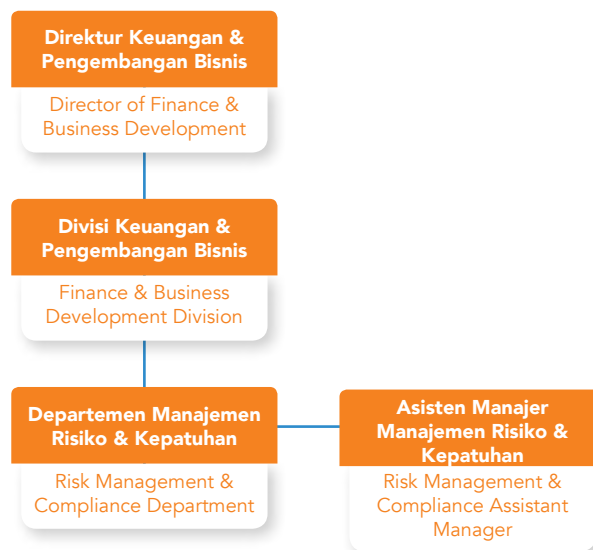 Direktur Keuangan &
Pengembangan Bisnis
Director of Finance &
Business Development
Divisi Keuangan &
Pengembangan Bisnis
Finance & Business
Development Division
Departemen Manajemen
Risiko & Kepatuhan
Risk Management &
Compliance Department
Asisten Manajer
Manajemen Risiko &
Kepatuhan
Risk Management &
Compliance Assistant
Manager